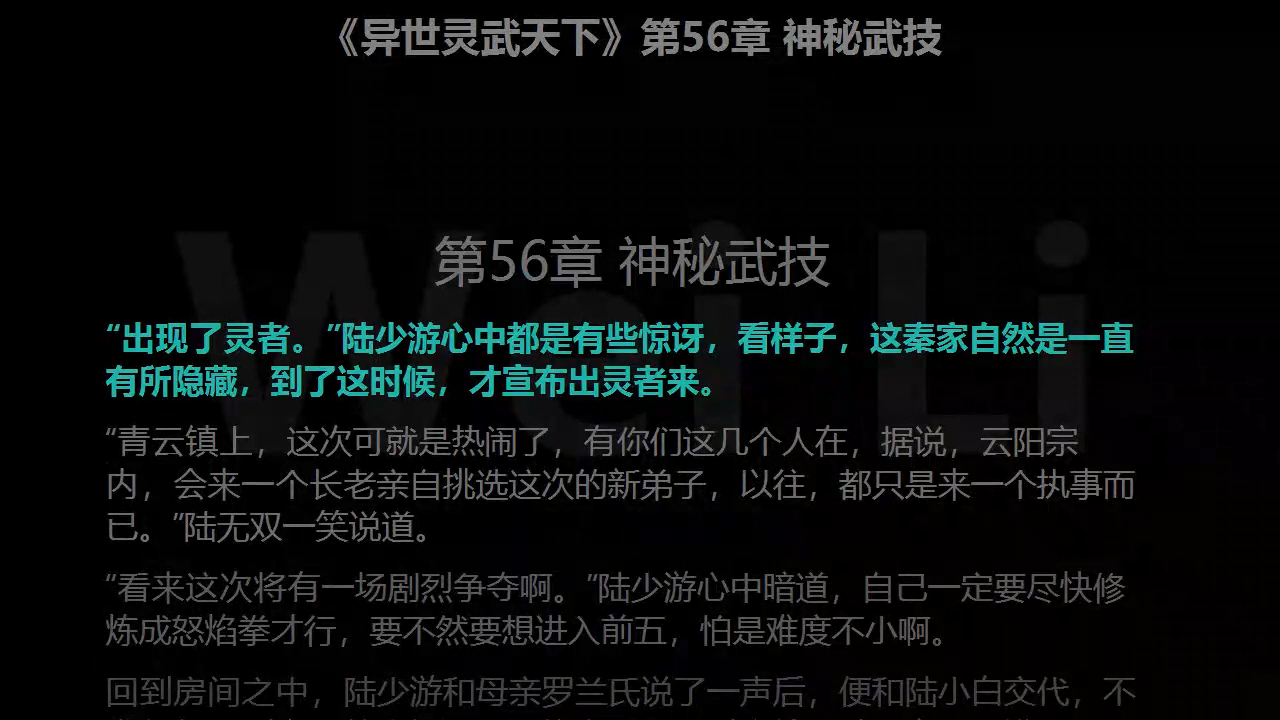 《异世灵武天下》第56章 神秘武技
Wei Li
第56章 神秘武技
“出现了灵者。”陆少游心中都是有些惊讶，看样子，这秦家自然是一直
有所隐藏，到了这时候，才宣布出灵者来。
“青云镇上，这次可就是热闹了，有你们这几个人在，据说，云阳宗
内，会来一个长老亲自挑选这次的新弟子，以往，都只是来一个执事而
已。”陆无双一笑说道。
“看来这次将有一场剧烈争夺啊。“陆少游心中暗道，自己一定要尽快修
炼成怒焰拳才行，要不然要想进入前五，怕是难度不小啊。
回到房间之中，陆少游和母亲罗兰氏说了一声后，便和陆小白交代，不